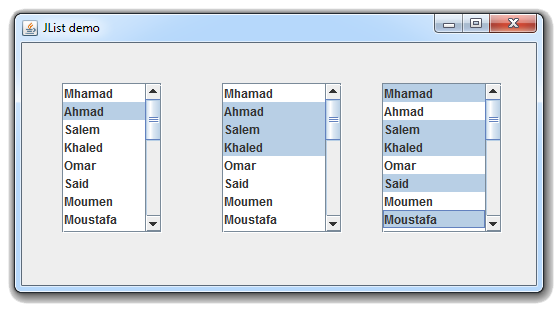 JList demo
Mhamad
Ahmad
Salem
Khaled
Omar
Said
Moumen
Moustafa
Mhamad
Ahmad
Salem
Khaled
Omar
Said
Moumen
Moustafa
Mhamad
Ahmad
Salem
Khaled
Omar
Said
Moumen
Moustafa